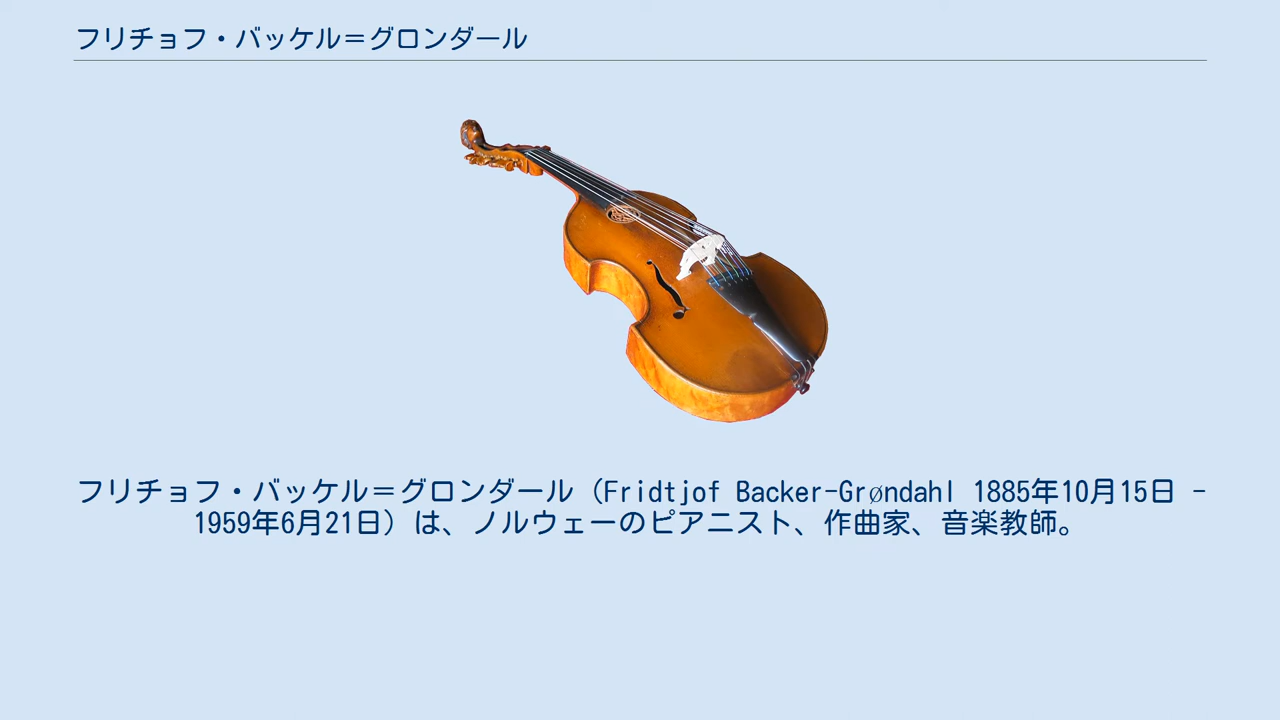 フリチョフ・バッケル＝グロンダール
フリチョフ・バッケル＝グロンダール（Fridtjof Backer-Grøndahl 1885年10月15日 -
1959年6月21日）は、ノルウェーのピアニスト、作曲家、音楽教師。